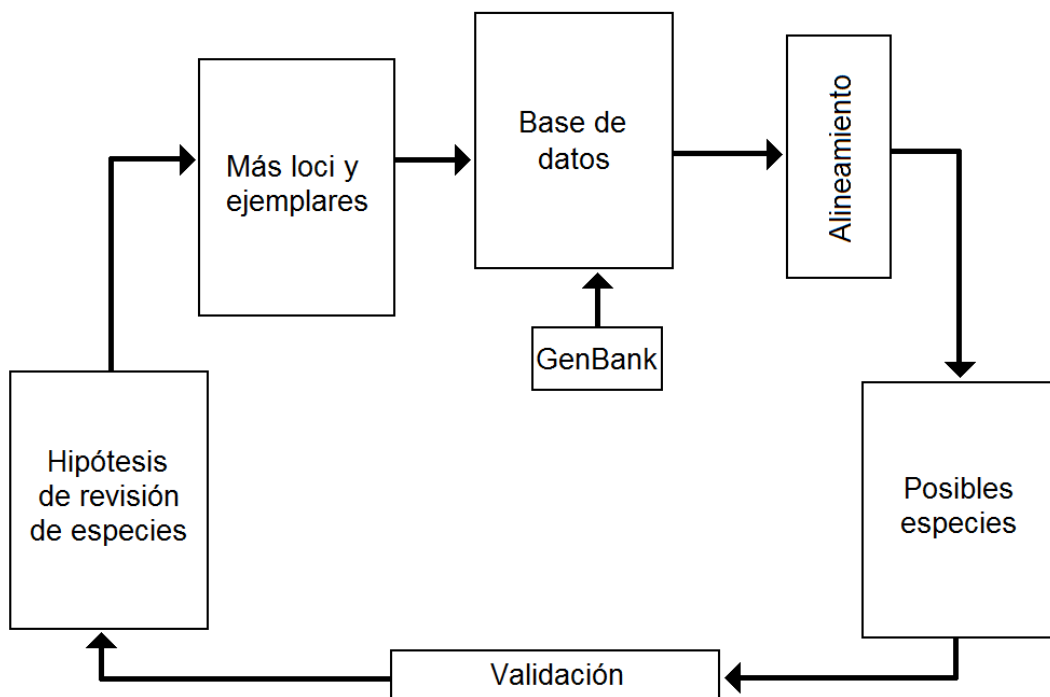 Más loci y
ejemplares
Base de
datos
Alineamiento
GenBank
Hipótesis
de revisión
de especies
Posibles
especies
Validación